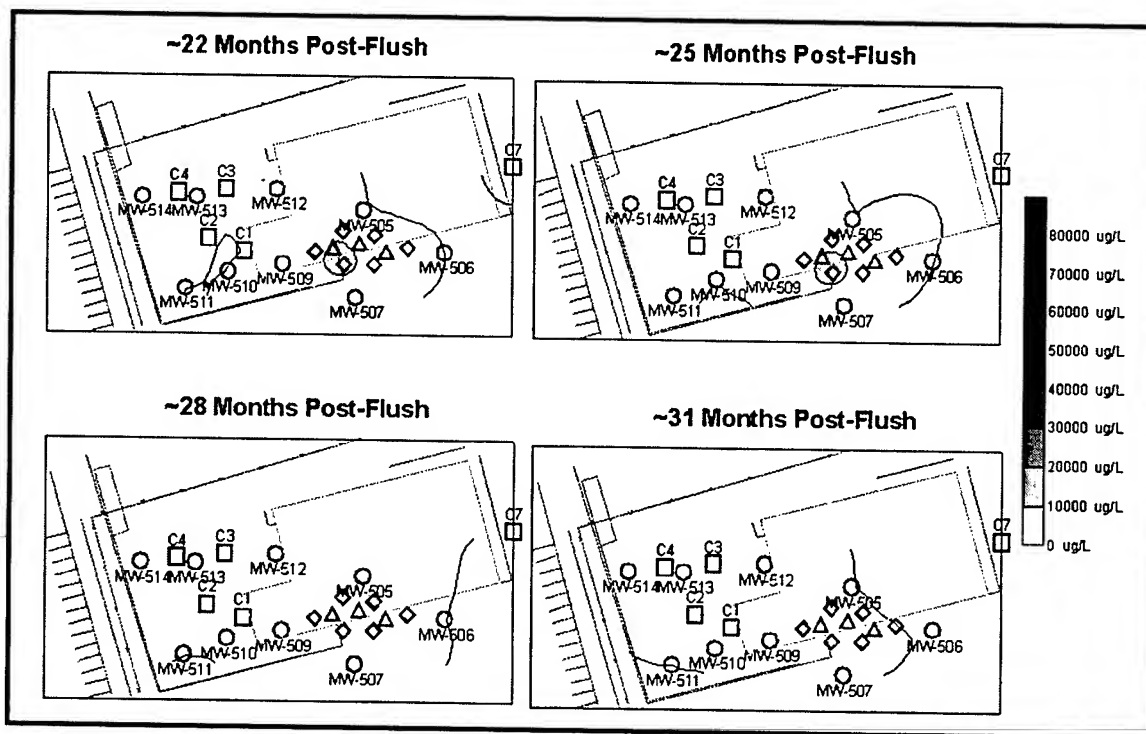 ~22 Months Post-Flush
C7
C4
C3
MW-514
MW-513
MW-512
C2
C1
MW-505
MW-506
MW-511
MW-510
MW-509
MW-507
~25 Months Post-Flush
C7
C4
C3
MW-514
MW-513
MW-512
C2
C1
MW-505
MW-506
MW-511
MW-510
MW-509
MW-507
80000 ug/L
70000 ug/L
60000 ug/L
50000 ug/L
40000 ug/L
30000 ug/L
20000 ug/L
10000 ug/L
0 ug/L
~28 Months Post-Flush
C7
C4
C3
MW-514
MW-513
MW-512
C2
C1
MW-505
MW-506
MW-511
MW-510
MW-509
MW-507
~31 Months Post-Flush
C7
C4
C3
MW-514
MW-513
MW-512
C2
C1
MW-505
MW-506
MW-511
MW-510
MW-509
MW-507